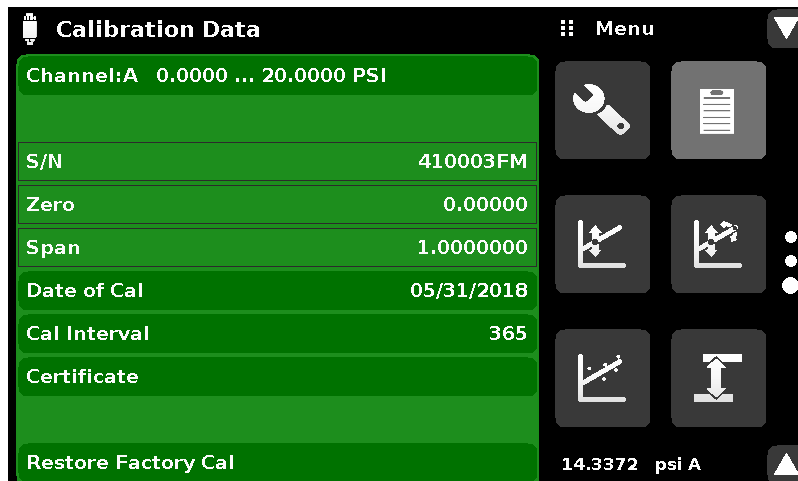 Calibration Data
Menu
Channel:A 0.0000 ... 20.0000 PSI
S/N 410003FM
Zero 0.00000
Span 1.0000000
Date of Cal 05/31/2018
Cal Interval 365
Certificate
Restore Factory Cal
14.3372 psi A